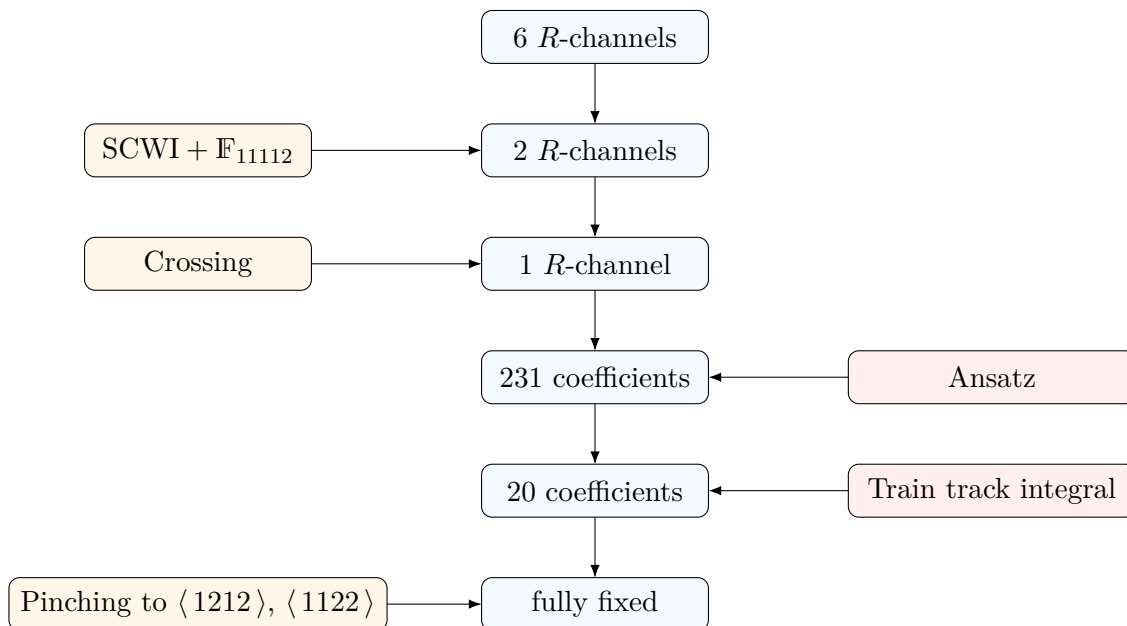 6 R-channels
SCWI + 𝔽₁₁₁₁₂
2 R-channels
Crossing
1 R-channel
231 coefficients
Ansatz
20 coefficients
Train track integral
Pinching to ⟨1212⟩, ⟨1122⟩
fully fixed